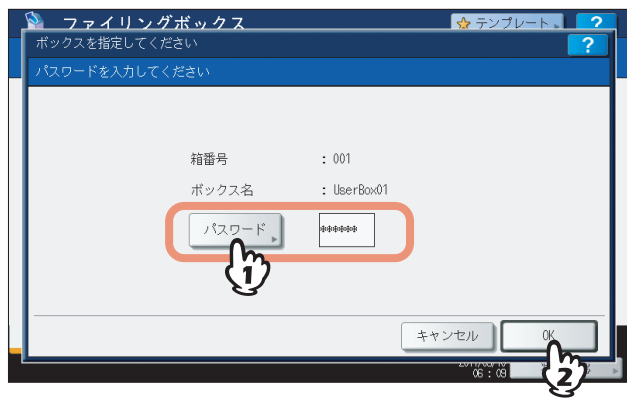 ファイリングボックス
テンプレート
?
ボックスを指定してください
?
パスワードを入力してください
箱番号 : 001
ボックス名 : UserBox01
パスワード ******
1
キャンセル OK
06:09
2